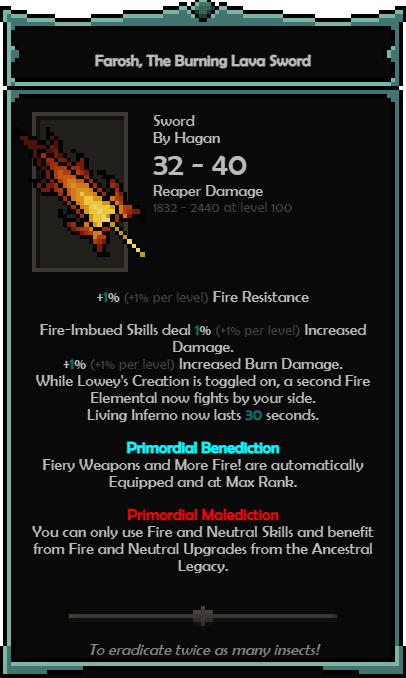 Farosh, The Burning Lava Sword
Sword
By Hagan
32 - 40
Reaper Damage
1832 - 2440 at level 100
+1% (+1% per level) Fire Resistance
Fire-Imbued Skills deal 1% (+1% per level) Increased
Damage.
+1% (+1% per level) Increased Burn Damage.
While Lowey's Creation is toggled on, a second Fire
Elemental now fights by your side.
Living Inferno now lasts 30 seconds.
Primordial Benediction
Fiery Weapons and More Fire! are automatically
Equipped and at Max Rank.
Primordial Malediction
You can only use Fire and Neutral Skills and benefit
from Fire and Neutral Upgrades from the Ancestral
Legacy.
To eradicate twice as many insects!